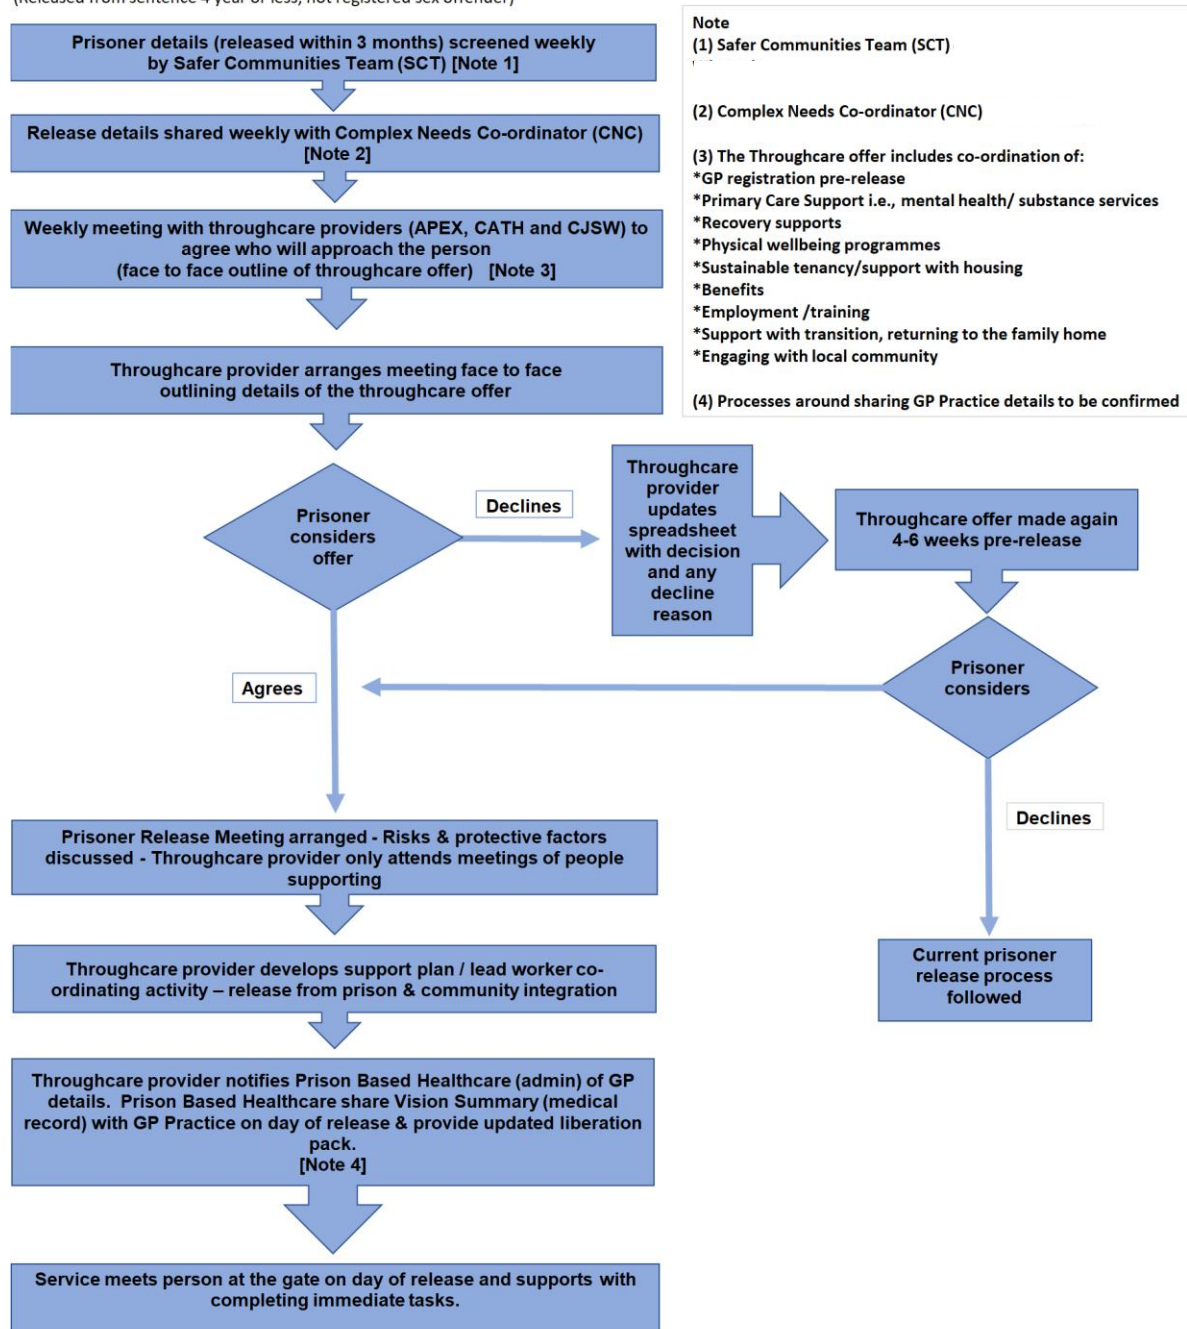 (Released from sentence 4 year or less, not registered sex offender)
Prisoner details (released within 3 months) screened weekly
by Safer Communities Team (SCT) [Note 1]
Release details shared weekly with Complex Needs Co-ordinator (CNC)
[Note 2]
Weekly meeting with throughcare providers (APEX, CATH and CJSW) to
agree who will approach the person
(face to face outline of throughcare offer) [Note 3]
Throughcare provider arranges meeting face to face
outlining details of the throughcare offer
Note
(1) Safer Communities Team (SCT)
(2) Complex Needs Co-ordinator (CNC)
(3) The Throughcare offer includes co-ordination of:
*GP registration pre-release
*Primary Care Support i.e., mental health/ substance services
*Recovery supports
*Physical wellbeing programmes
*Sustainable tenancy/support with housing
*Benefits
*Employment /training
*Support with transition, returning to the family home
*Engaging with local community
(4) Processes around sharing GP Practice details to be confirmed
Prisoner
considers
offer
Declines
Throughcare
provider
updates
spreadsheet
with decision
and any
decline
reason
Throughcare offer made again
4-6 weeks pre-release
Prisoner
considers
Agrees
Declines
Prisoner Release Meeting arranged - Risks & protective factors
discussed - Throughcare provider only attends meetings of people
supporting
Throughcare provider develops support plan / lead worker co-
ordinating activity – release from prison & community integration
Current prisoner
release process
followed
Throughcare provider notifies Prison Based Healthcare (admin) of GP
details. Prison Based Healthcare share Vision Summary (medical
record) with GP Practice on day of release & provide updated liberation
pack.
[Note 4]
Service meets person at the gate on day of release and supports with
completing immediate tasks.